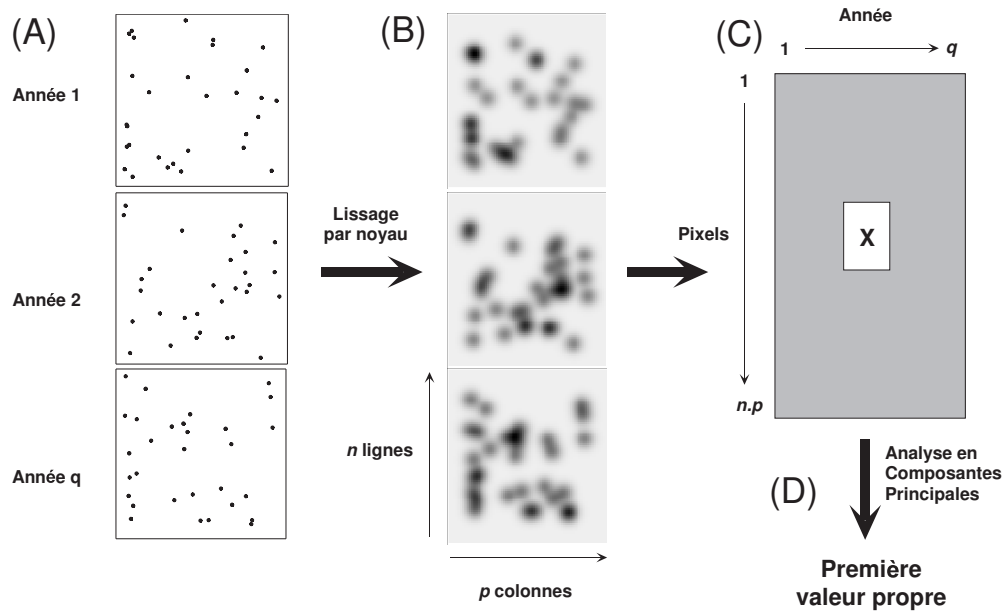 (A)
Année 1
Année 2
Année q
Lissage
par noyau
(B)
n lignes
p colonnes
Pixels
(C)
Année
1
q
1
n.p
X
(D)
Analyse en
Composantes
Principales
Première
valeur propre